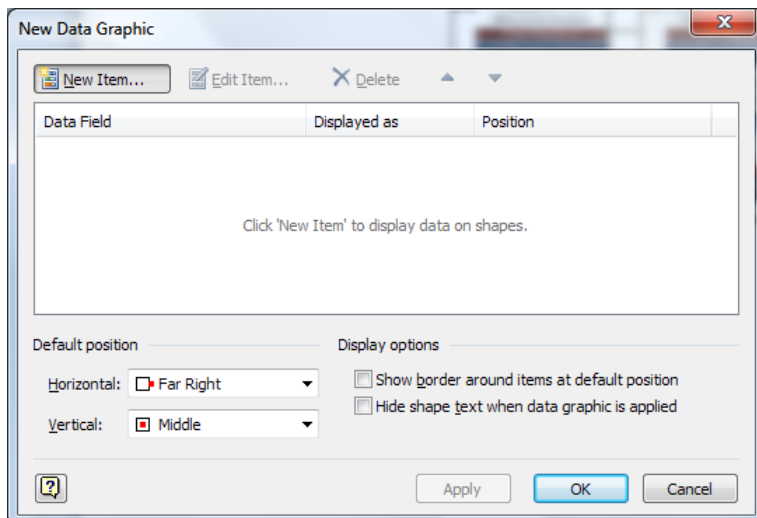 New Data Graphic
New Item... Edit Item... Delete
Data Field Displayed as Position
Click 'New Item' to display data on shapes.
Default position Display options
Horizontal: Far Right Show border around items at default position
Hide shape text when data graphic is applied
Vertical: Middle
Apply OK Cancel